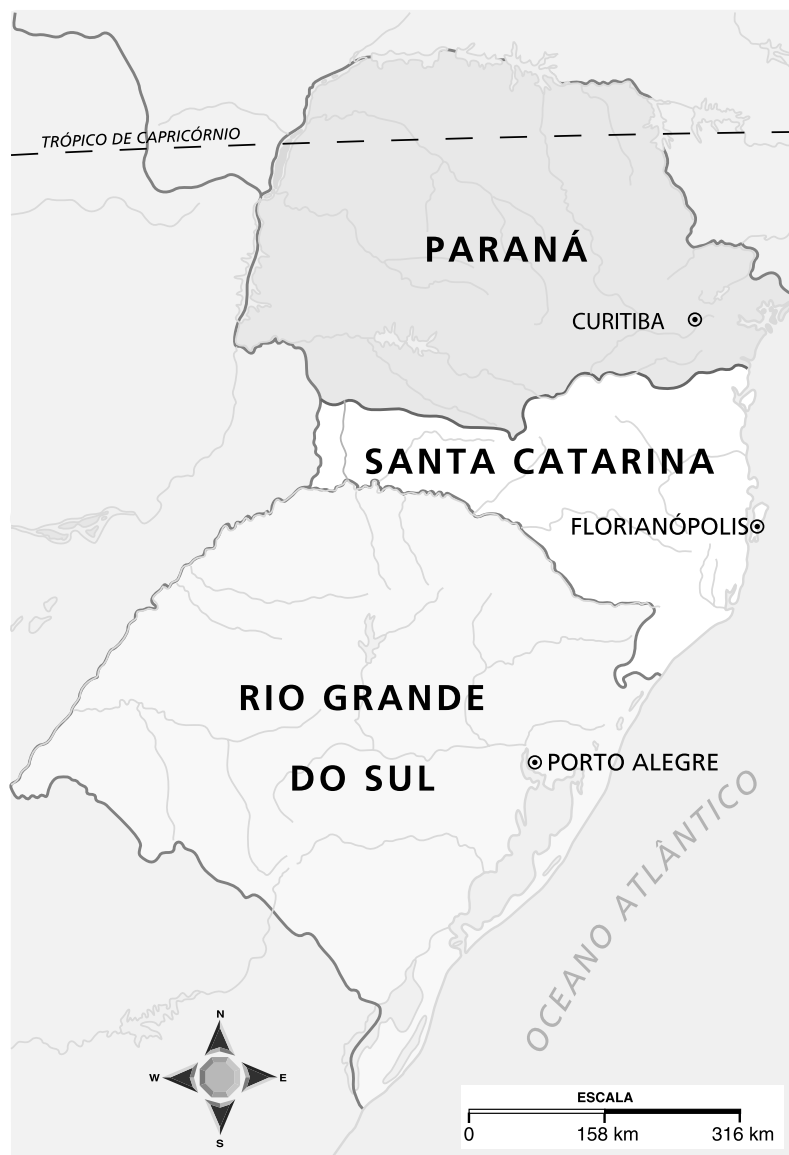 TRÓPICO DE CAPRICÓRNIO
PARANÁ
CURITIBA
SANTA CATARINA
FLORIANÓPOLIS
RIO GRANDE
DO SUL
PORTO ALEGRE
OCEANO ATLÂNTICO
N
W E
S
ESCALA
0 158 km 316 km